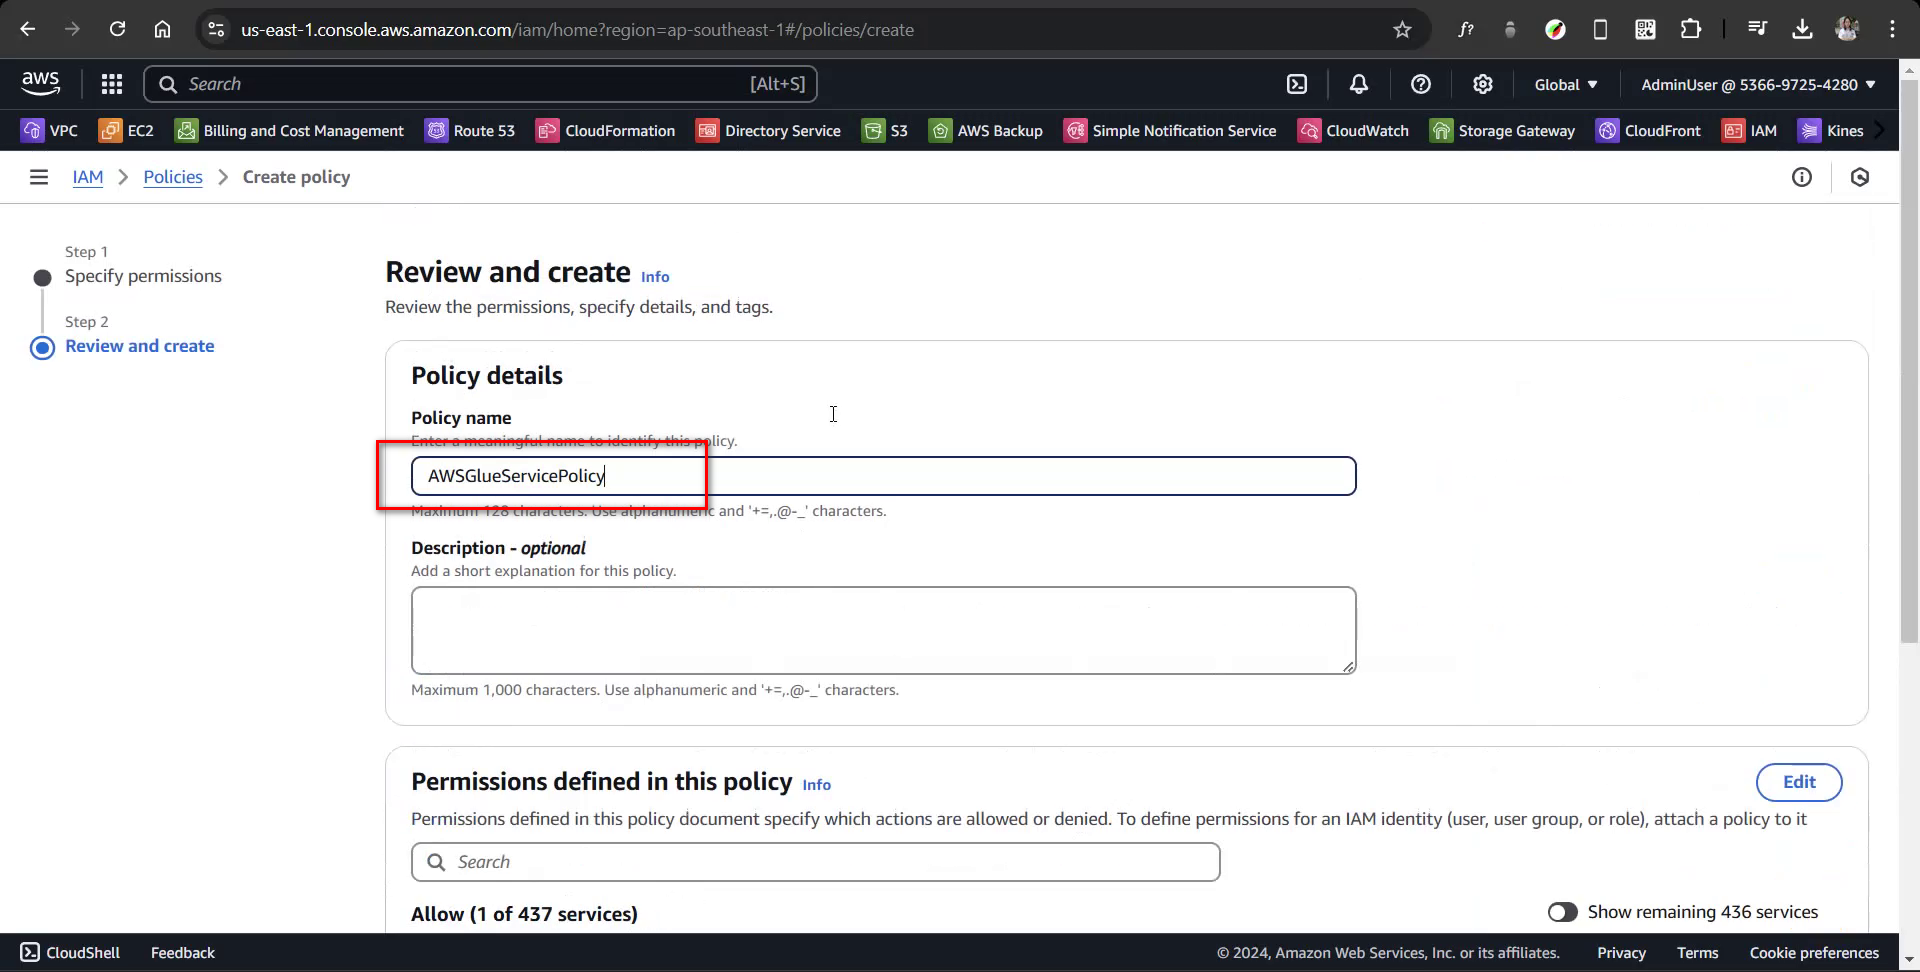 us-east-1.console.aws.amazon.com/iam/home?region=ap-southeast-1#/policies/create
f?
aws
Search [Alt+S]
Global
AdminUser @ 5366-9725-4280
VPC EC2 Billing and Cost Management Route 53 CloudFormation Directory Service S3 AWS Backup Simple Notification Service CloudWatch Storage Gateway CloudFront IAM Kines
IAM > Policies > Create policy
Step 1
Specify permissions
Step 2
Review and create
Review and create Info
Review the permissions, specify details, and tags.
Policy details
Policy name
Enter a meaningful name to identify this policy.
AWSGlueServicePolicy
Maximum 128 characters. Use alphanumeric and '+=,.@-_' characters.
Description - optional
Add a short explanation for this policy.
Maximum 1,000 characters. Use alphanumeric and '+=,.@-_' characters.
Permissions defined in this policy Info
Edit
Permissions defined in this policy document specify which actions are allowed or denied. To define permissions for an IAM identity (user, user group, or role), attach a policy to it
Search
Allow (1 of 437 services)
Show remaining 436 services
CloudShell Feedback
© 2024, Amazon Web Services, Inc. or its affiliates. Privacy Terms Cookie preferences